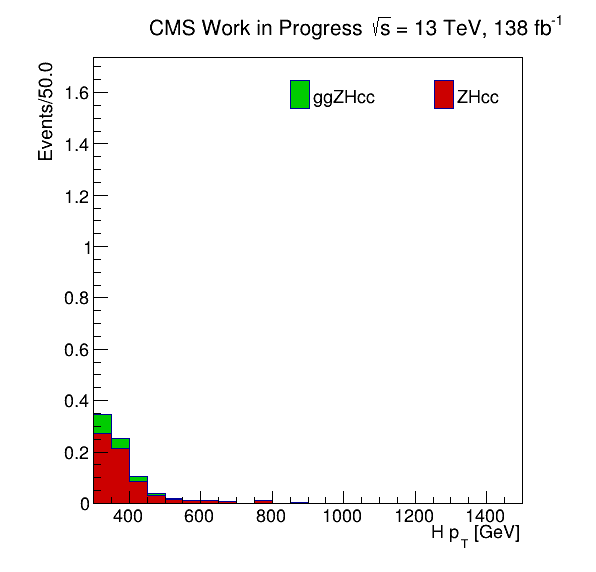 CMS Work in Progress √s = 13 TeV, 138 fb⁻¹
Events/50.0
ggZHcc
ZHcc
1.6
1.4
1.2
1
0.8
0.6
0.4
0.2
0
400 600 800 1000 1200 1400
H p_T [GeV]